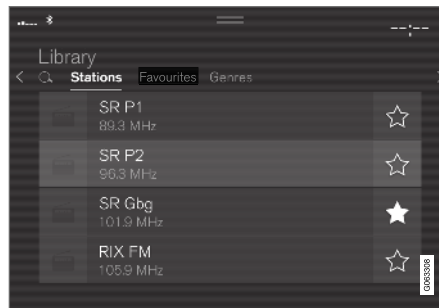 --:--
Library
Stations Favourites Genres
SR P1
89.3 MHz
SR P2
96.3 MHz
SR Gbg
101.9 MHz
RIX FM
105.9 MHz
G063308